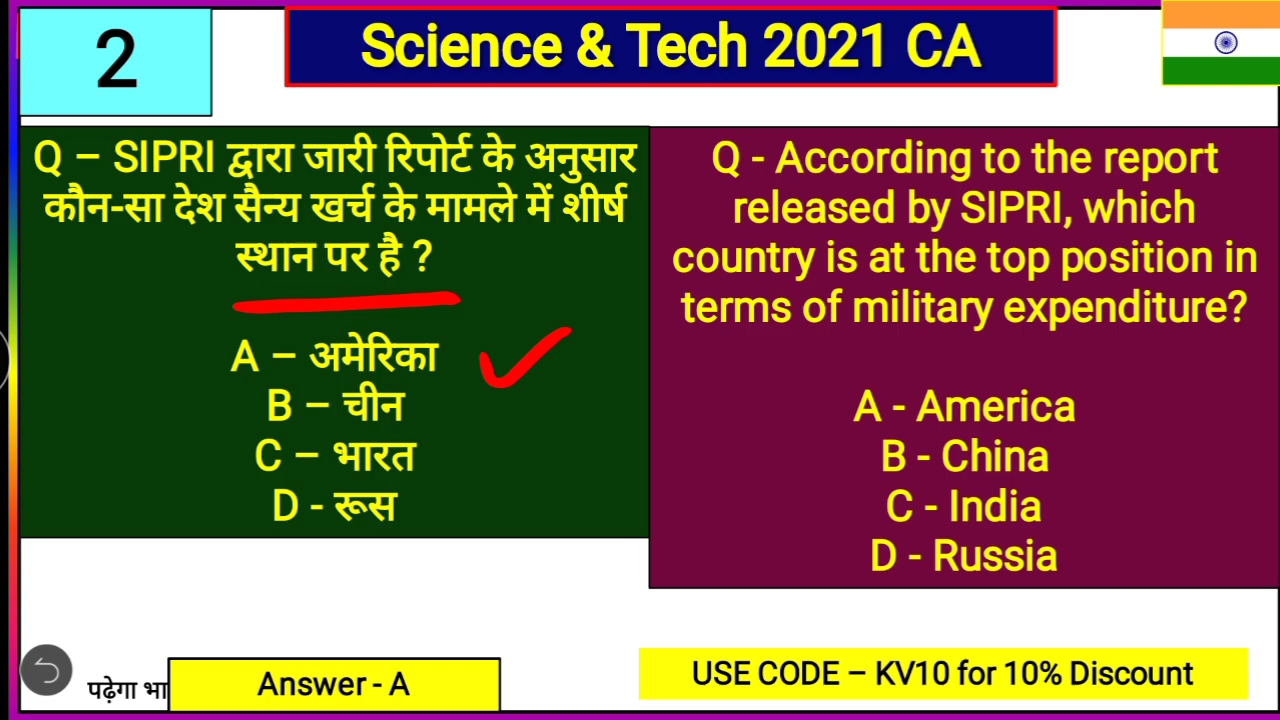 2
Science & Tech 2021 CA
Q – SIPRI द्वारा जारी रिपोर्ट के अनुसार
कौन-सा देश सैन्य खर्च के मामले में शीर्ष
स्थान पर है ?
A – अमेरिका
B – चीन
C – भारत
D - रूस
Q - According to the report
released by SIPRI, which
country is at the top position in
terms of military expenditure?
A - America
B - China
C - India
D - Russia
पढ़ेगा भा
Answer - A
USE CODE – KV10 for 10% Discount